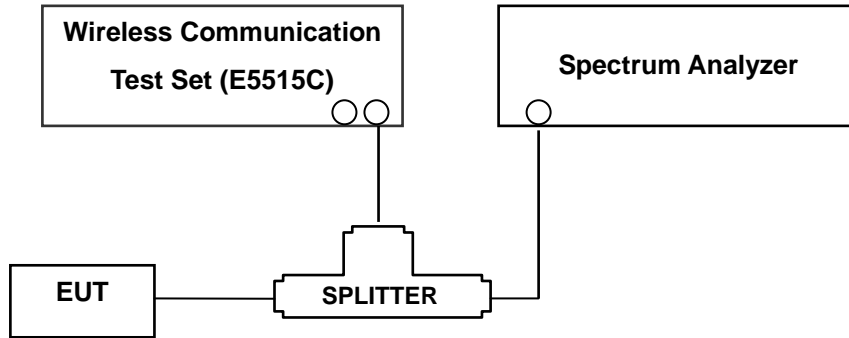 Wireless Communication
Test Set (E5515C)
Spectrum Analyzer
EUT
SPLITTER